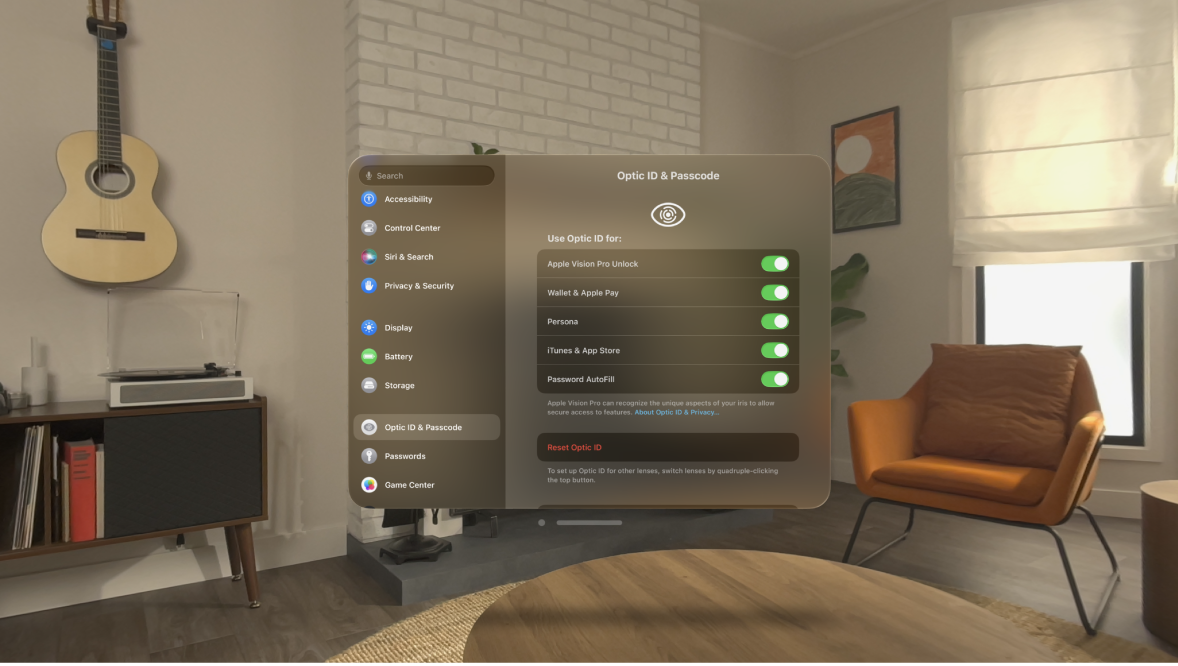 Search
Accessibility
Control Center
Siri & Search
Privacy & Security
Display
Battery
Storage
Optic ID & Passcode
Passwords
Game Center
Optic ID & Passcode
Use Optic ID for:
Apple Vision Pro Unlock
Wallet & Apple Pay
Persona
iTunes & App Store
Password AutoFill
Apple Vision Pro can recognize the unique aspects of your iris to allow
secure access to features. About Optic ID & Privacy...
Reset Optic ID
To set up Optic ID for other lenses, switch lenses by quadruple-clicking
the top button.